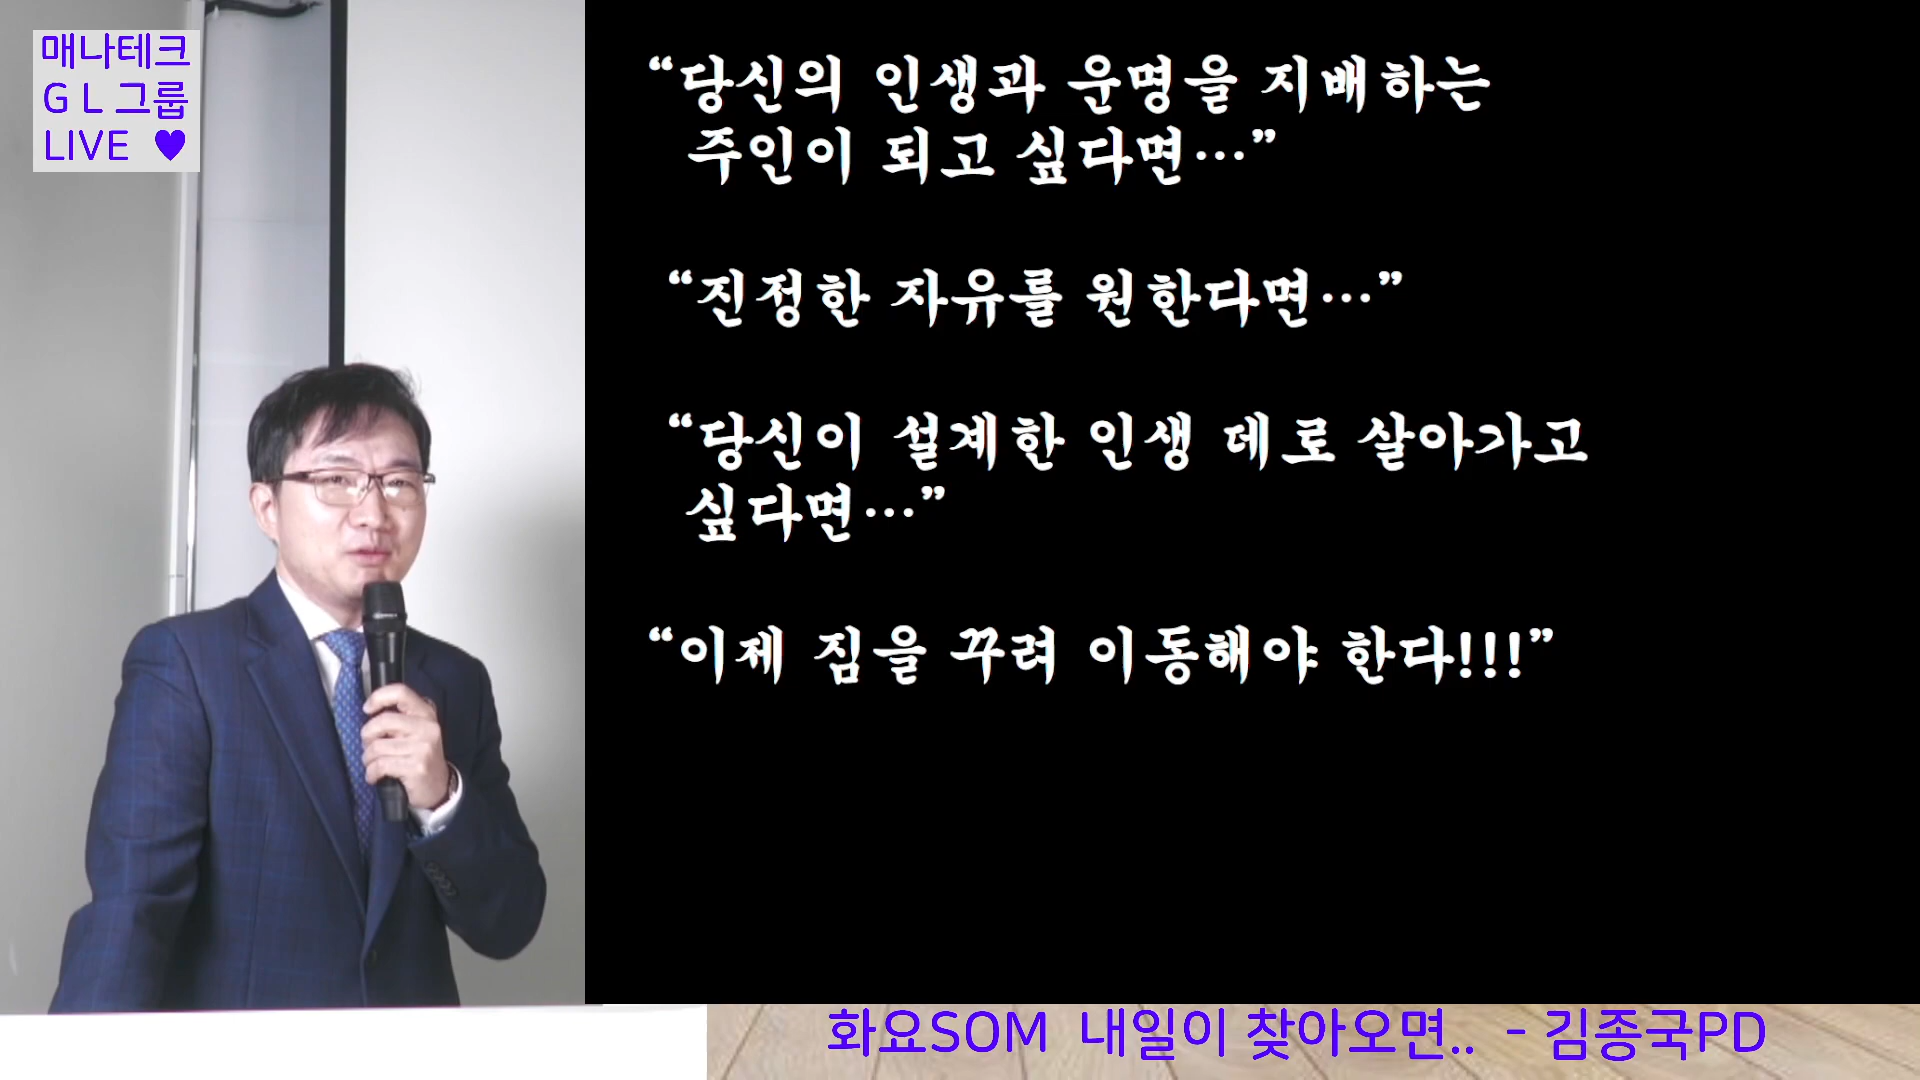 매나테크
G L 그룹
LIVE ♥
“당신의 인생과 운명을 지배하는
주인이 되고 싶다면…”
“진정한 자유를 원한다면…”
“당신이 설계한 인생 데로 살아가고
싶다면…”
“이제 짐을 꾸려 이동해야 한다!!!”
화요SOM 내일이 찾아오면.. - 김종국PD